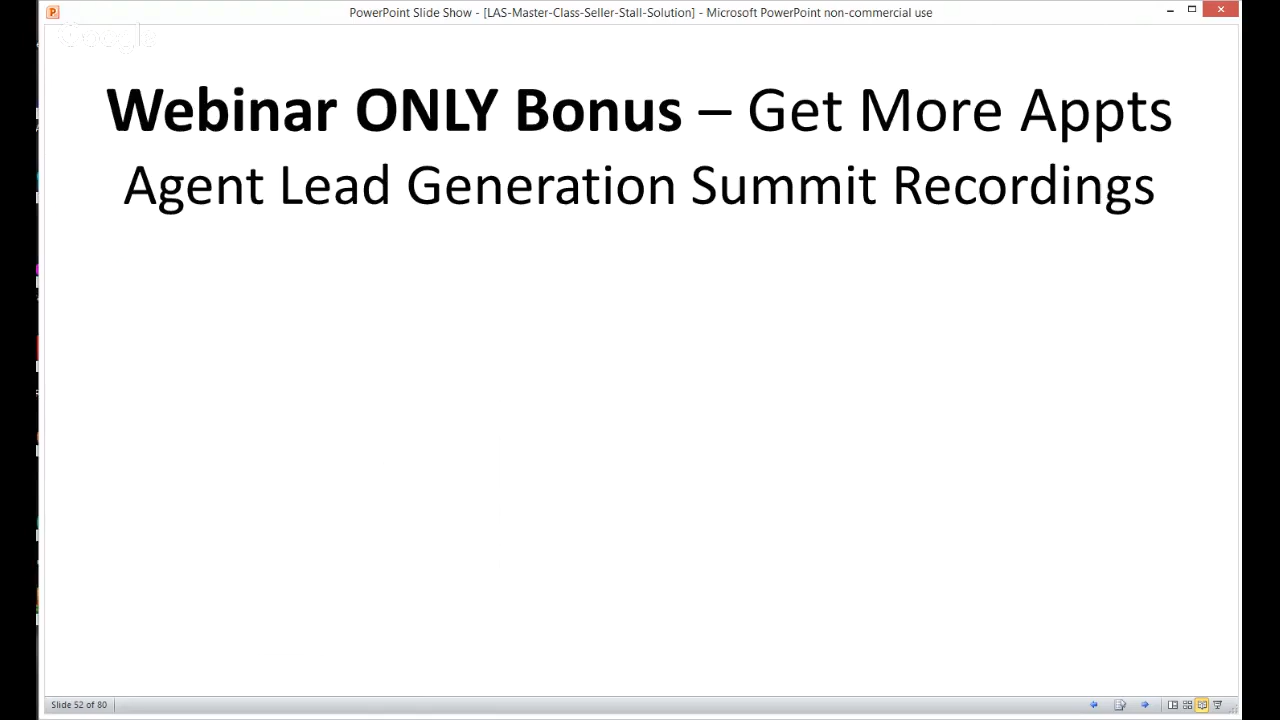 PowerPoint Slide Show - [LAS-Master-Class-Seller-Stall-Solution] - Microsoft PowerPoint non-commercial use
Google
Webinar ONLY Bonus – Get More Appts
Agent Lead Generation Summit Recordings
Slide 52 of 80